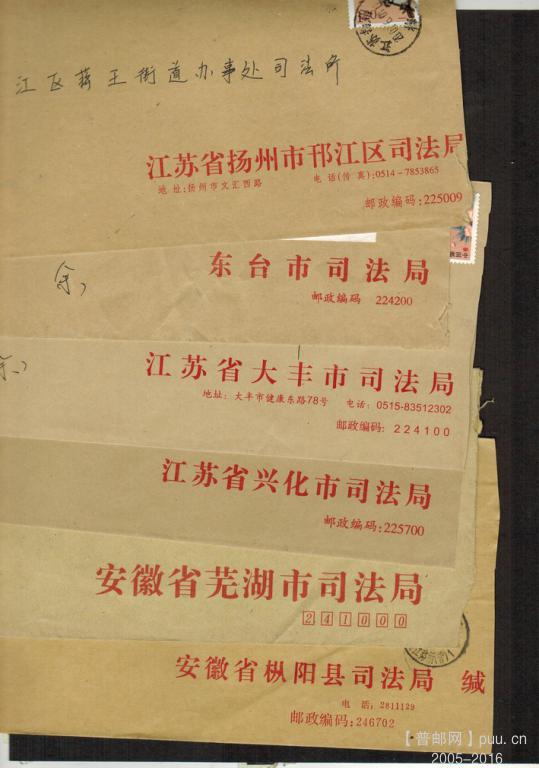 江区蒋王街道办事处司法所
江苏省扬州市邗江区司法局
地址:扬州市文汇西路 电话(传真):0514-7853865
邮政编码:225009
东台市司法局
邮政编码 224200
江苏省大丰市司法局
地址:大丰市健康东路78号 电话:0515-83512302
邮政编码:224100
江苏省兴化市司法局
邮政编码:225700
安徽省芜湖市司法局
241000
安徽省枞阳县司法局 缄
电话:2811129
邮政编码:246702
【普邮网】puu.cn
2005-2016